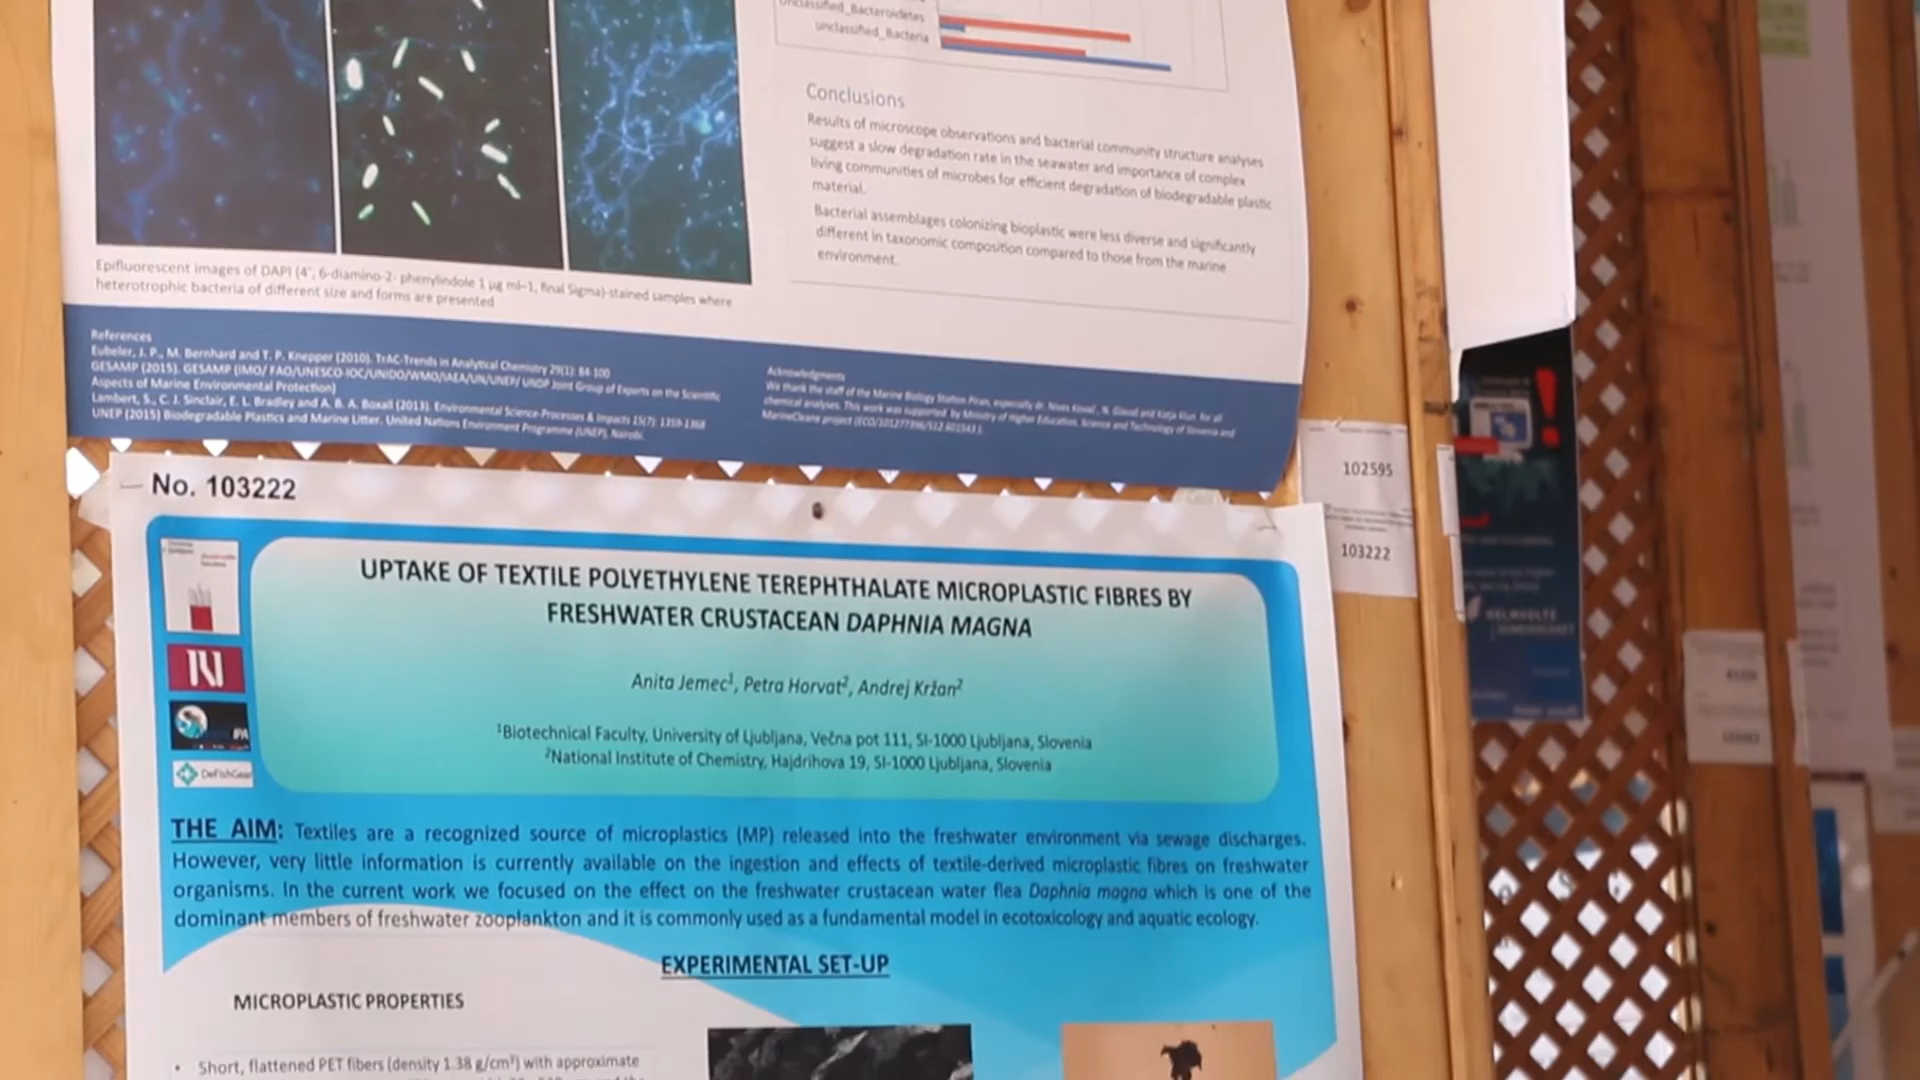 unclassified_Bacteroidetes
unclassified_Bacteria
Conclusions
Results of microscope observations and bacterial community structure analyses
suggest a slow degradation rate in the seawater and importance of complex
living communities of microbes for efficient degradation of biodegradable plastic
material.
Bacterial assemblages colonizing bioplastic were less diverse and significantly
different in taxonomic composition compared to those from the marine
environment.
Epifluorescent images of DAPI (4', 6-diamino-2- phenylindole 1 µg ml–1, final Sigma)-stained samples where
heterotrophic bacteria of different size and forms are presented
References
Eubeler, J. P., M. Bernhard and T. P. Knepper (2010). TrAC-Trends in Analytical Chemistry 29(1): 84-100
GESAMP (2015). GESAMP (IMO/ FAO/UNESCO-IOC/UNIDO/WMO/IAEA/UN/UNEP/ UNDP Joint Group of Experts on the Scientific
Aspects of Marine Environmental Protection)
Lambert, S., C. J. Sinclair, E. L. Bradley and A. B. A. Boxall (2013). Environmental Science-Processes & Impacts 15(7): 1359-1368
UNEP (2015) Biodegradable Plastics and Marine Litter. United Nations Environment Programme (UNEP), Nairobi.
Acknowledgments
We thank the staff of the Marine Biology Station Piran, especially dr. Nives Kovač, N. Glavaš and Katja Klun for all
chemical analyses. This work was supported by Ministry of Higher Education, Science and Technology of Slovenia and
MarineCleane project
102595
103222
No. 103222
UPTAKE OF TEXTILE POLYETHYLENE TEREPHTHALATE MICROPLASTIC FIBRES BY
FRESHWATER CRUSTACEAN DAPHNIA MAGNA
Anita Jemec1, Petra Horvat2, Andrej Kržan2
1Biotechnical Faculty, University of Ljubljana, Večna pot 111, SI-1000 Ljubljana, Slovenia
2National Institute of Chemistry, Hajdrihova 19, SI-1000 Ljubljana, Slovenia
IPA
DeFishGear
THE AIM: Textiles are a recognized source of microplastics (MP) released into the freshwater environment via sewage discharges.
However, very little information is currently available on the ingestion and effects of textile-derived microplastic fibres on freshwater
organisms. In the current work we focused on the effect on the freshwater crustacean water flea Daphnia magna which is one of the
dominant members of freshwater zooplankton and it is commonly used as a fundamental model in ecotoxicology and aquatic ecology.
EXPERIMENTAL SET-UP
MICROPLASTIC PROPERTIES
• Short, flattened PET fibers (density 1.38 g/cm³) with approximate
HELMHOLTZ
GEMEINSCHAFT